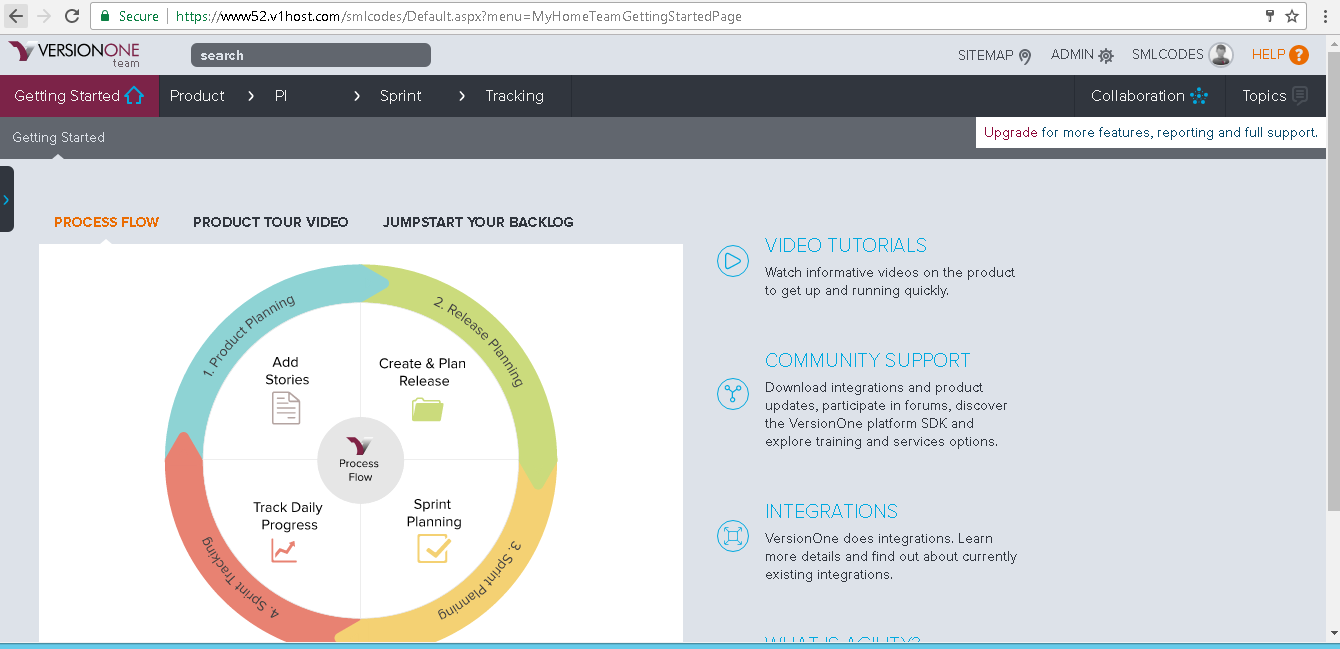 Secure
https://www52.v1host.com/smlcodes/Default.aspx?menu=MyHomeTeamGettingStartedPage
VERSIONONE
team
search
SITEMAP
ADMIN
SMLCODES
HELP ?
Getting Started
Product
PI
Sprint
Tracking
Collaboration
Topics
Getting Started
Upgrade for more features, reporting and full support.
PROCESS FLOW
PRODUCT TOUR VIDEO
JUMPSTART YOUR BACKLOG
1. Product Planning
2. Release Planning
Add
Stories
Create & Plan
Release
Process
Flow
Track Daily
Progress
Sprint
Planning
4. Sprint Tracking
3. Sprint Planning
VIDEO TUTORIALS
Watch informative videos on the product
to get up and running quickly.
COMMUNITY SUPPORT
Download integrations and product
updates, participate in forums, discover
the VersionOne platform SDK and
explore training and services options.
INTEGRATIONS
VersionOne does integrations. Learn
more details and find out about currently
existing integrations.
WHAT IS AGILITY?